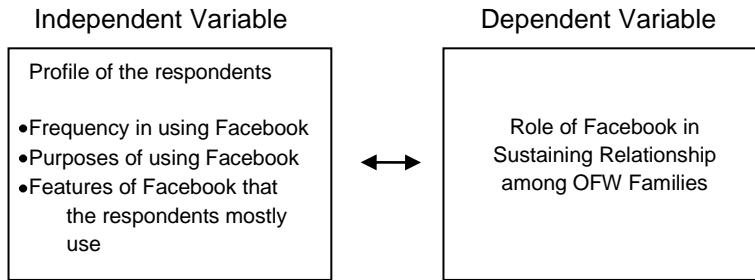 Independent Variable
Dependent Variable
Profile of the respondents
•Frequency in using Facebook
•Purposes of using Facebook
•Features of Facebook that
the respondents mostly
use
Role of Facebook in
Sustaining Relationship
among OFW Families